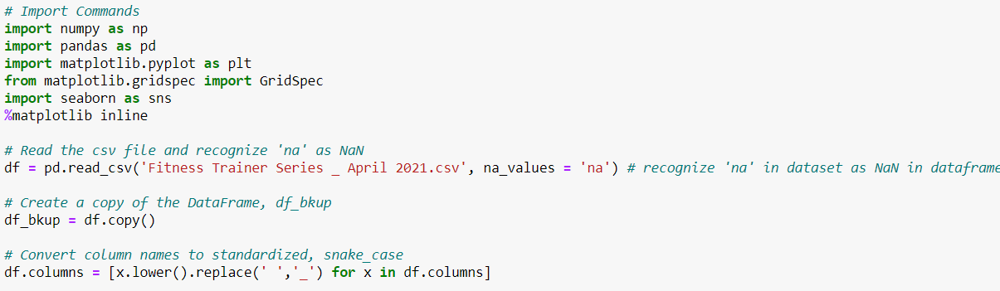 # Import Commands
import numpy as np
import pandas as pd
import matplotlib.pyplot as plt
from matplotlib.gridspec import GridSpec
import seaborn as sns
%matplotlib inline
# Read the csv file and recognize 'na' as NaN
df = pd.read_csv('Fitness Trainer Series _ April 2021.csv', na_values = 'na') # recognize 'na' in dataset as NaN in dataframe
# Create a copy of the DataFrame, df_bkup
df_bkup = df.copy()
# Convert column names to standardized, snake_case
df.columns = [x.lower().replace(' ','_') for x in df.columns]